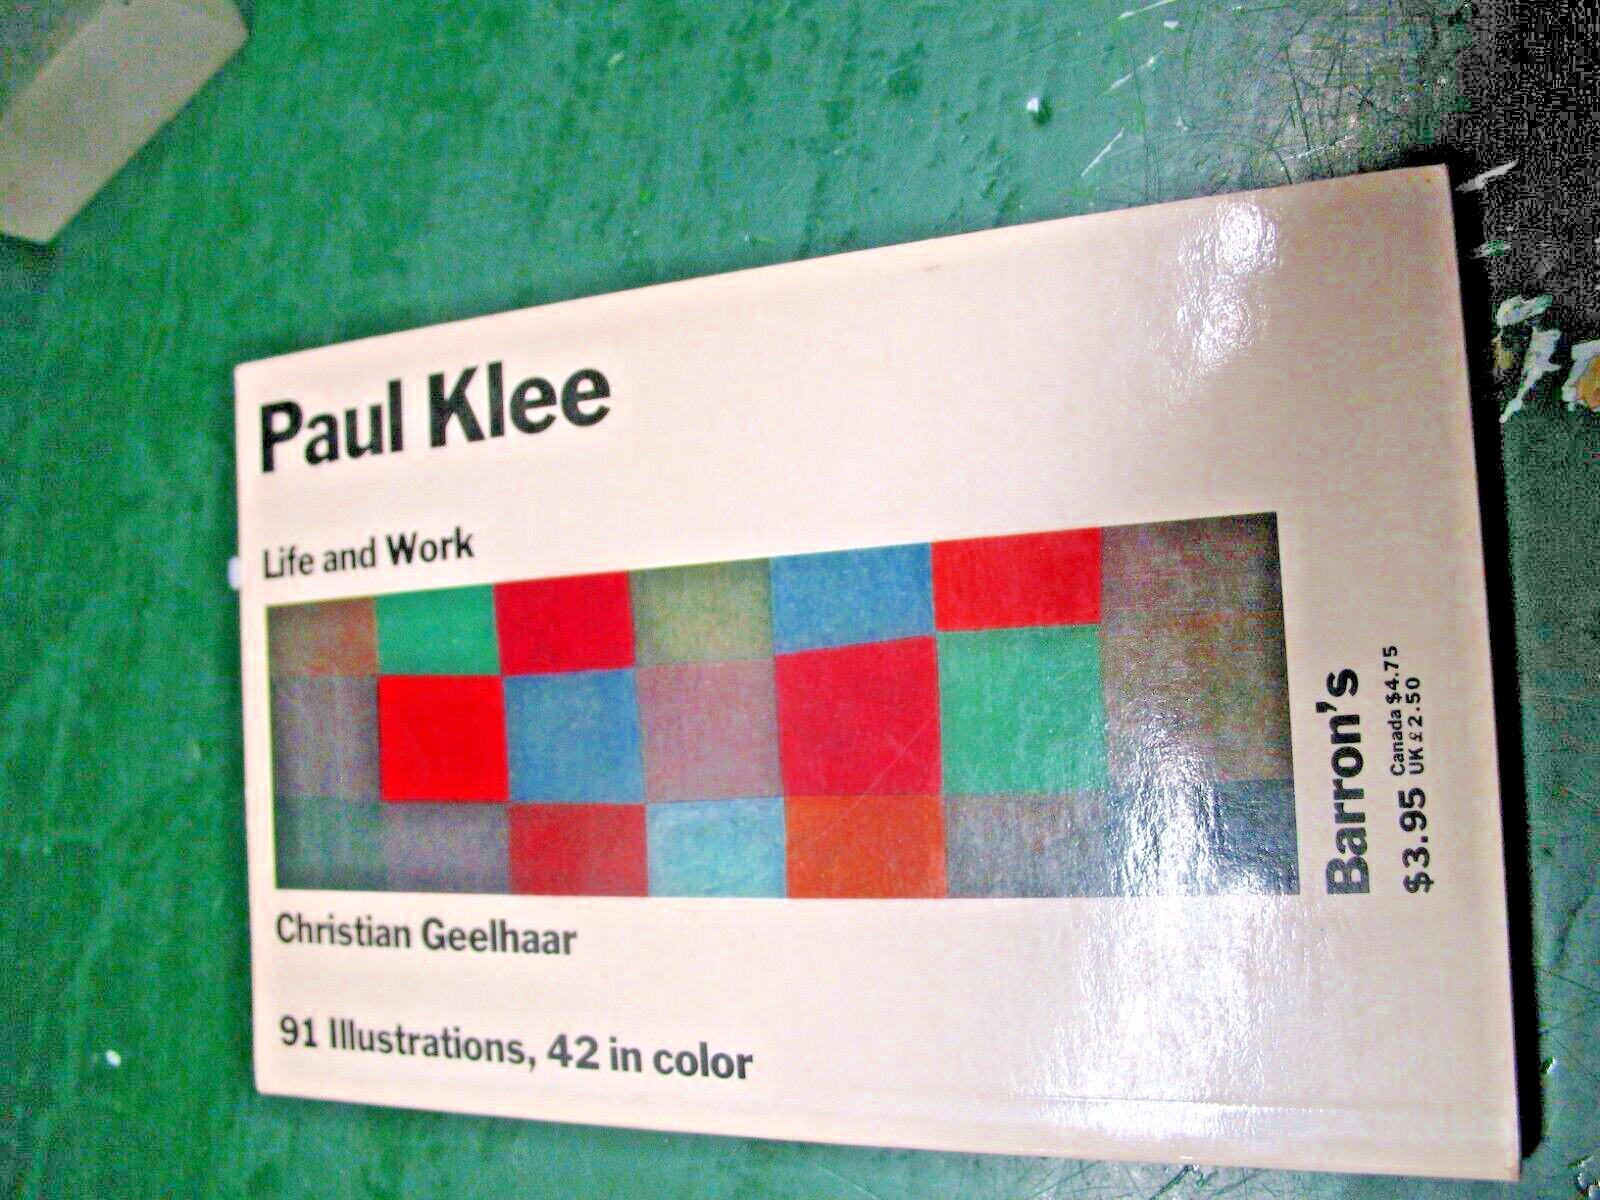 Paul Klee
Life and Work
Christian Geelhaar
91 Illustrations, 42 in color
Barron's
$3.95 Canada $4.75
UK £2.50